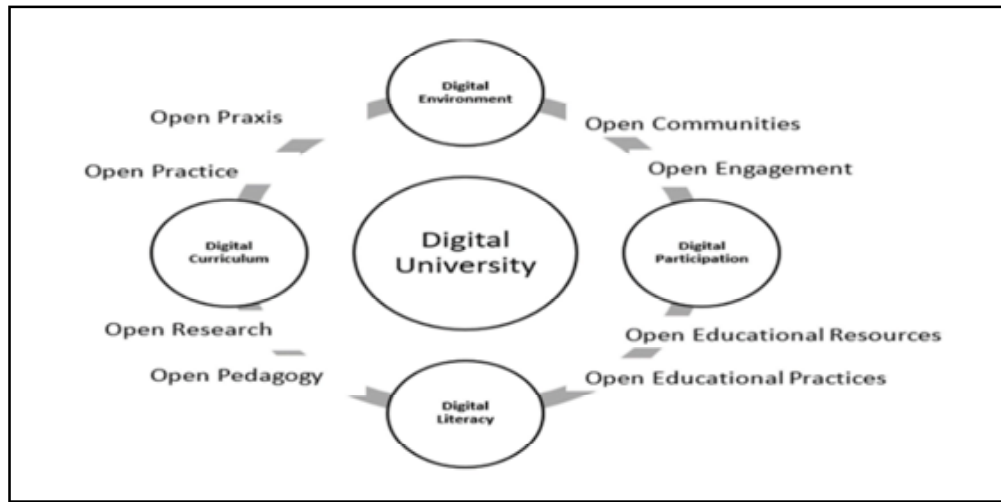 Digital
Environment
Open Praxis
Open Communities
Open Practice
Open Engagement
Digital
Curriculum
Digital
University
Digital
Participation
Open Research
Open Educational Resources
Open Pedagogy
Open Educational Practices
Digital
Literacy